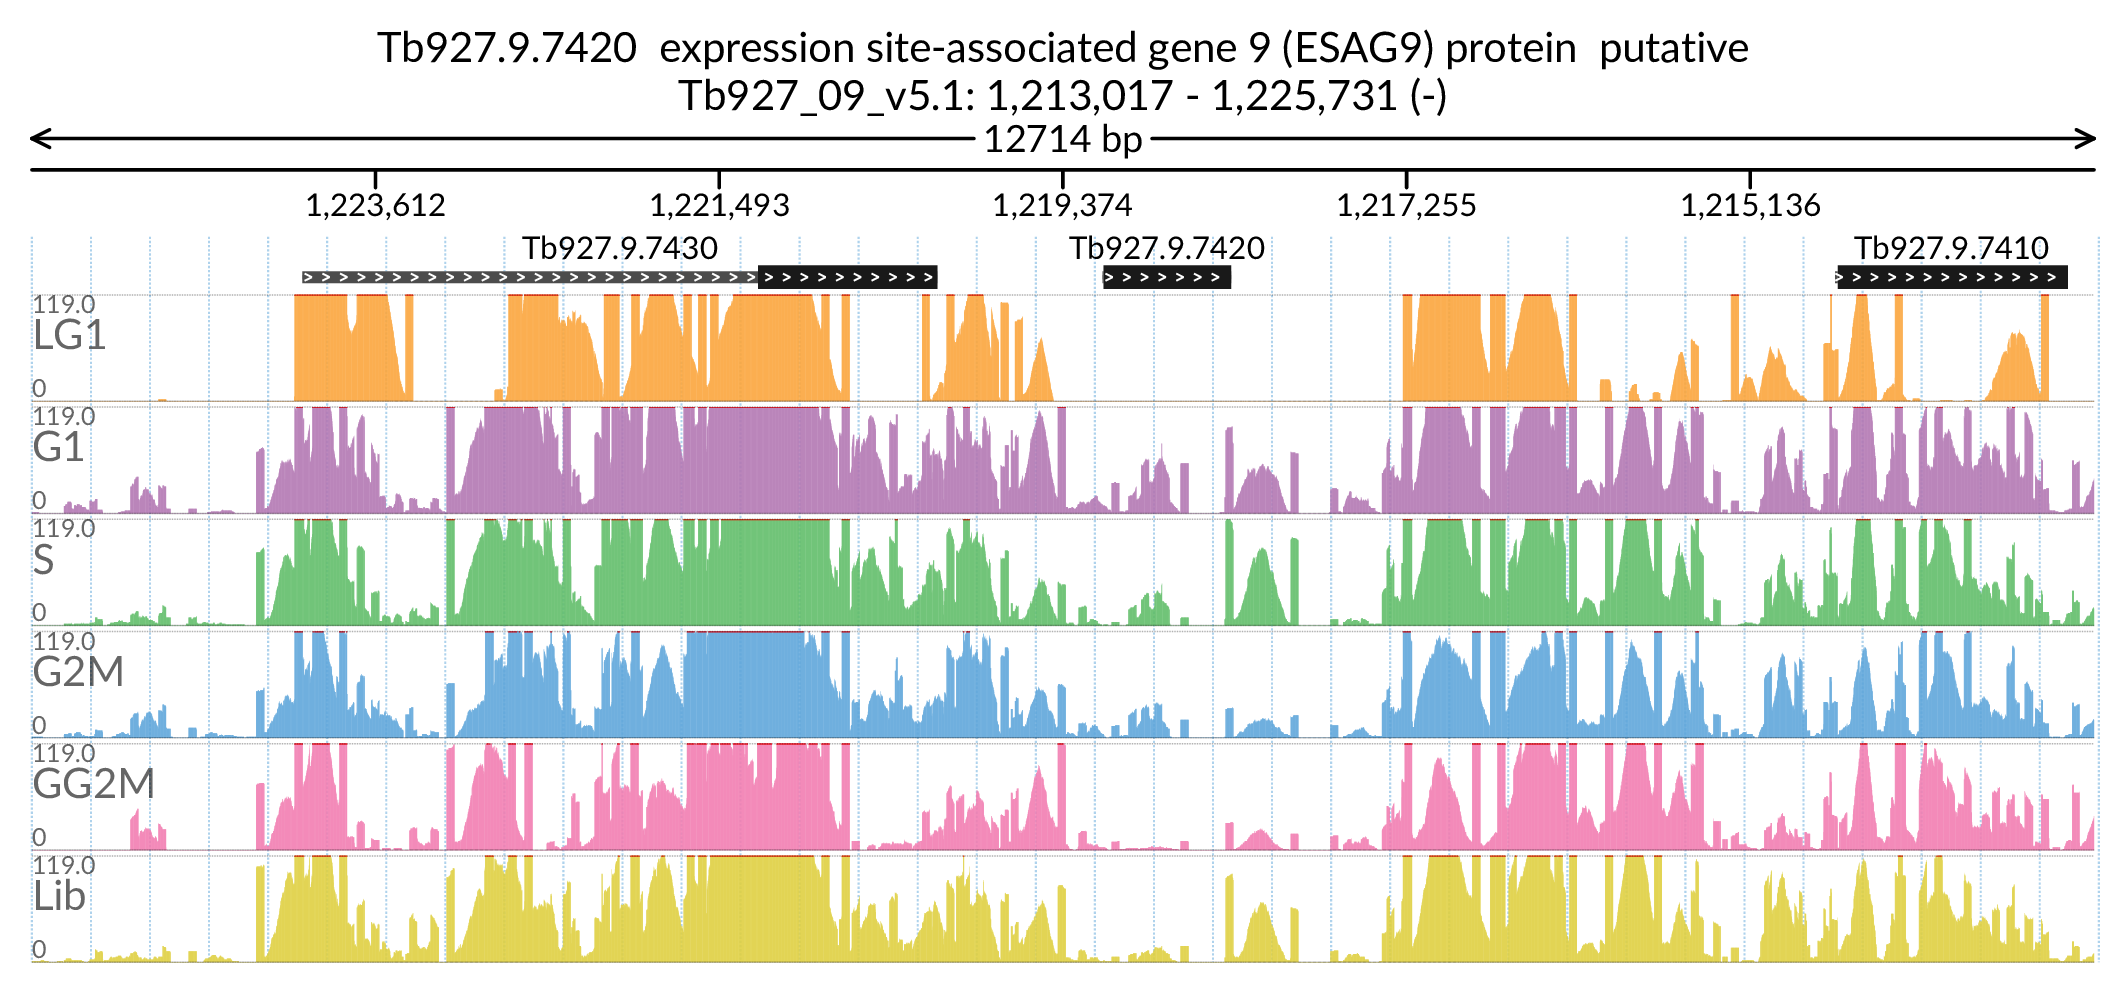 Tb927.9.7420  expression site-associated gene 9 (ESAG9) protein  putative
Tb927_09_v5.1: 1,213,017 - 1,225,731 (-)
12714 bp
1,223,612 1,221,493 1,219,374 1,217,255 1,215,136
Tb927.9.7430 Tb927.9.7420 Tb927.9.7410
119.0
LG1
0
119.0
G1
0
119.0
S
0
119.0
G2M
0
119.0
GG2M
0
119.0
Lib
0